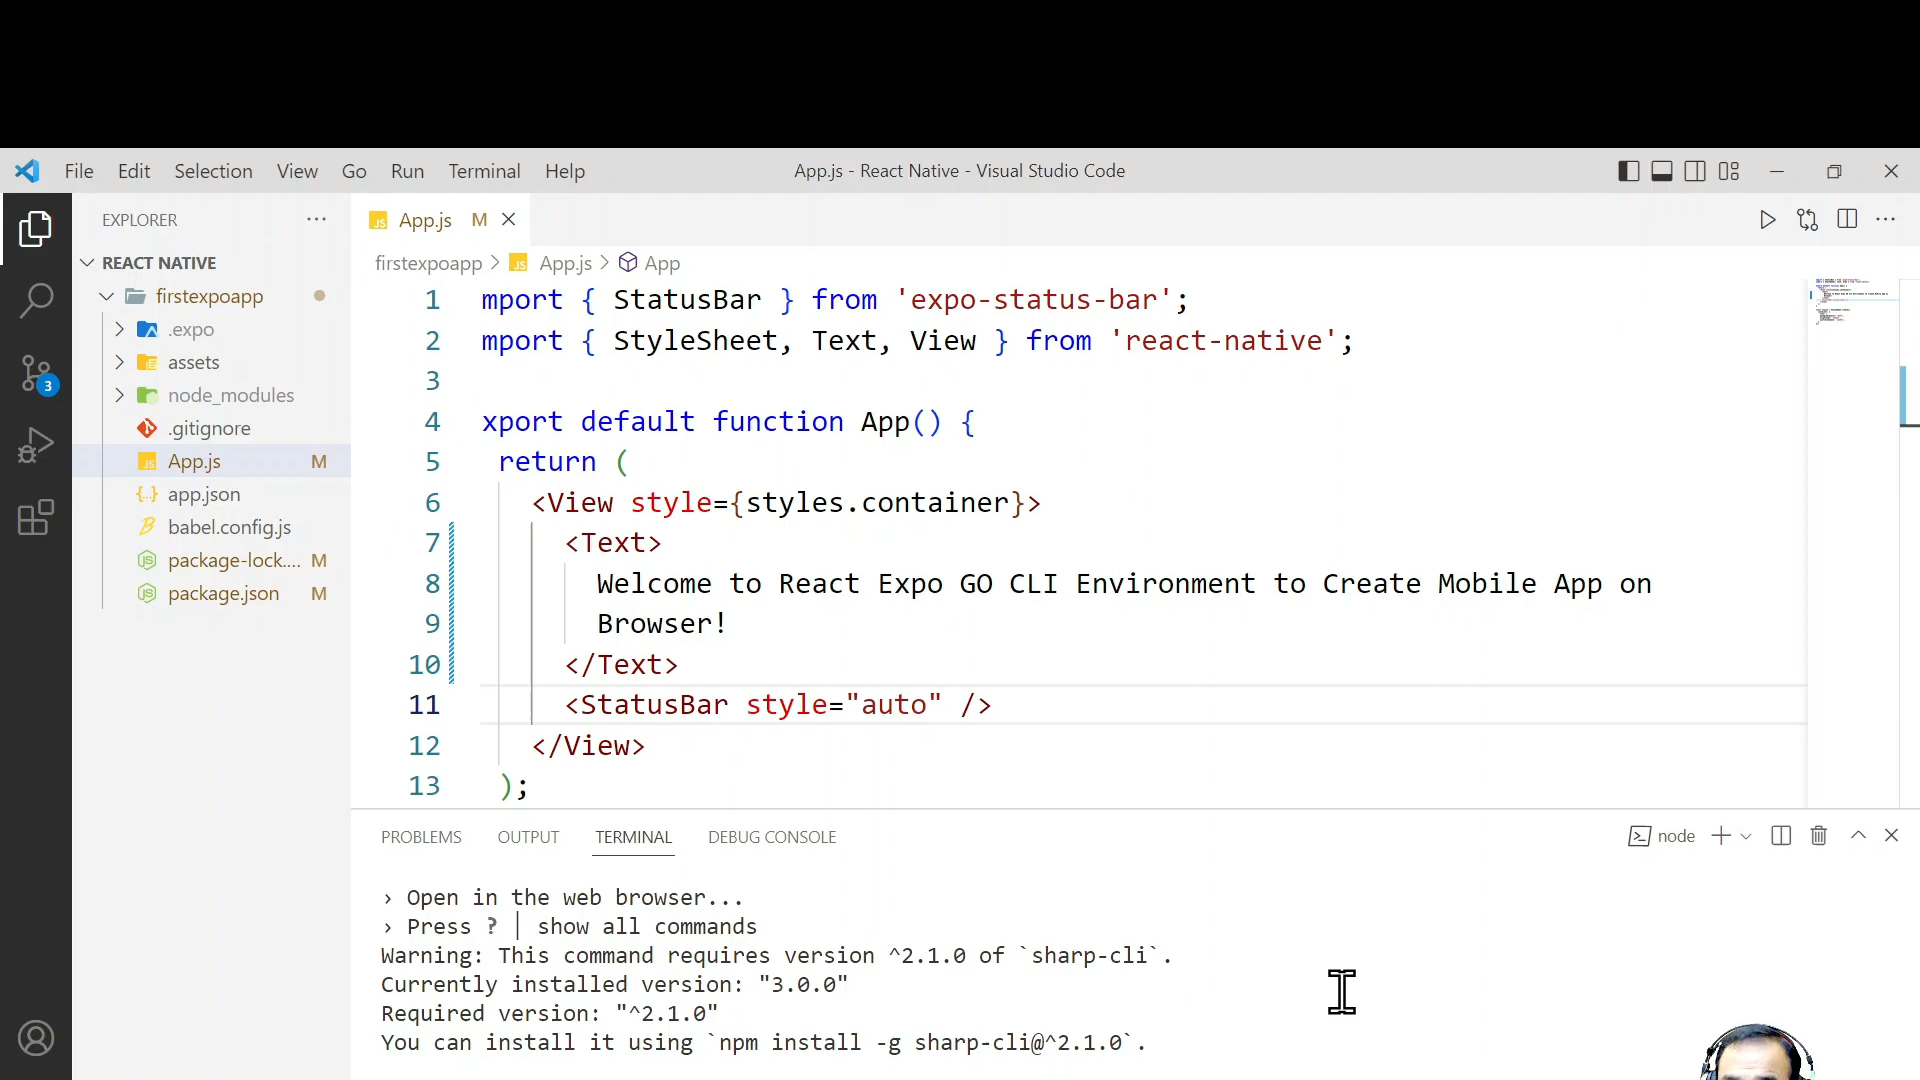 File Edit Selection View Go Run Terminal Help App.js - React Native - Visual Studio Code
EXPLORER
REACT NATIVE
firstexpoapp
.expo
assets
node_modules
.gitignore
JS App.js M
{..} app.json
babel.config.js
package-lock.... M
package.json M
3
JS App.js M
firstexpoapp > JS App.js > App
1 mport { StatusBar } from 'expo-status-bar';
2 mport { StyleSheet, Text, View } from 'react-native';
3
4 xport default function App() {
5 return (
6 <View style={styles.container}>
7 <Text>
8 Welcome to React Expo GO CLI Environment to Create Mobile App on
9 Browser!
10 </Text>
11 <StatusBar style="auto" />
12 </View>
13 );
PROBLEMS OUTPUT TERMINAL DEBUG CONSOLE node
› Open in the web browser...
› Press ? │ show all commands
Warning: This command requires version ^2.1.0 of `sharp-cli`.
Currently installed version: "3.0.0"
Required version: "^2.1.0"
You can install it using `npm install -g sharp-cli@^2.1.0`.